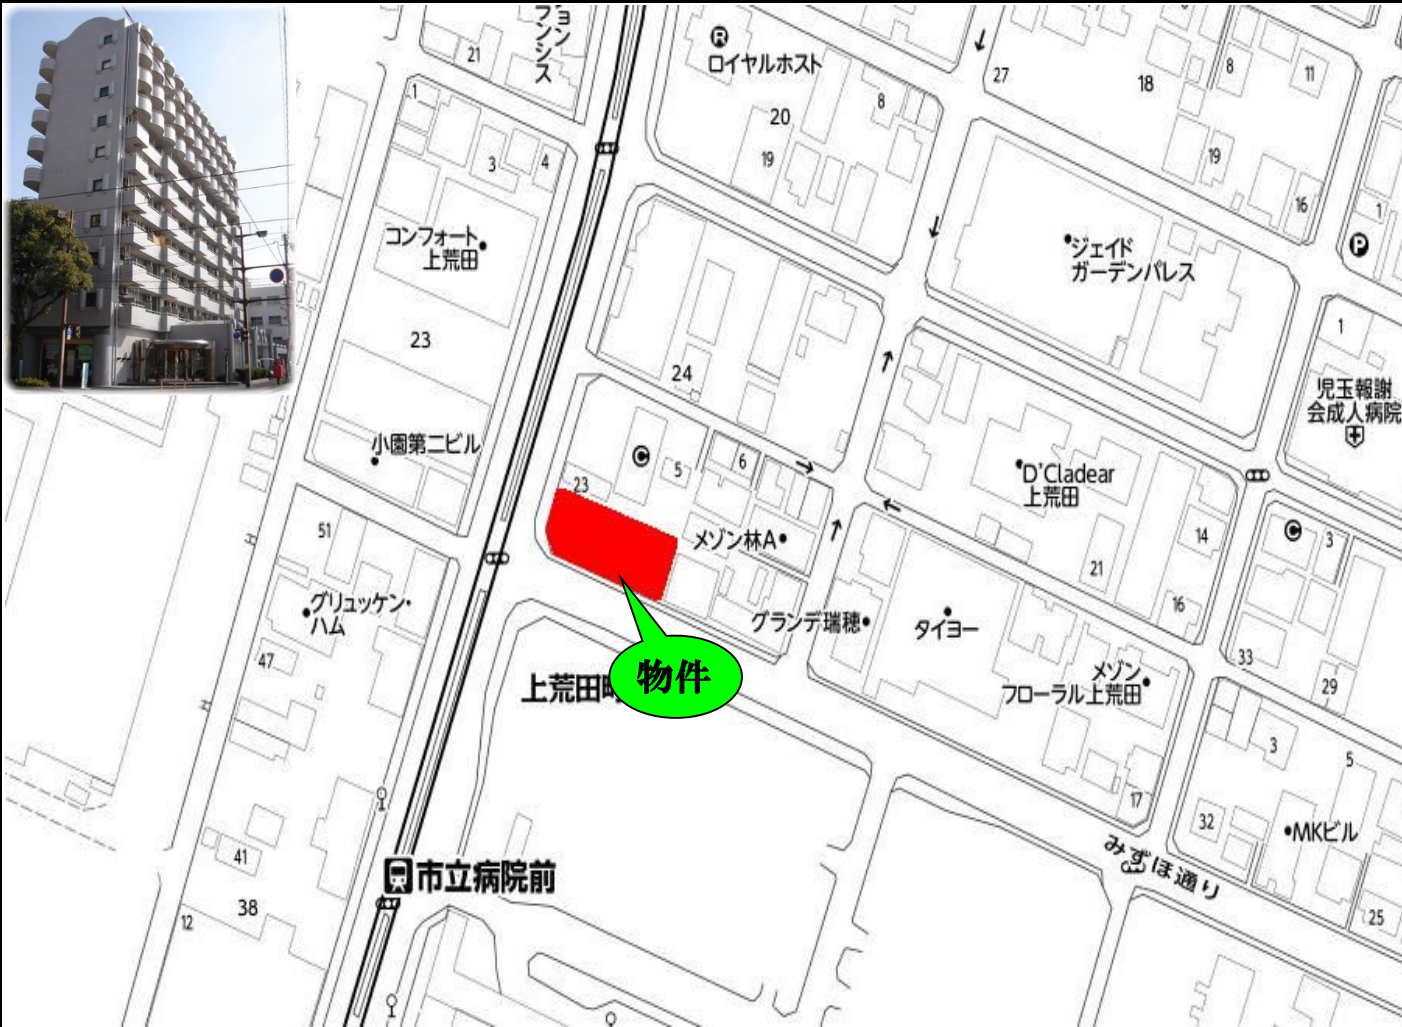 ョン
フンシス
21
R
ロイヤルホスト
20
8
19
27
18
8
11
19
16
1
P
1
3
4
コンフォート
上荒田
23
小園第二ビル
24
ジェイド
ガーデンパレス
1
児玉報謝
会成人病院
C
5
6
23
メゾン林A
D'Cladear
上荒田
14
21
16
C
3
33
29
51
グリュッケン・
ハム
47
41
38
12
グランデ瑞穂
タイヨー
メゾン
フローラル上荒田
17
上荒田町
物件
3
5
32
MKビル
25
みずほ通り
市立病院前